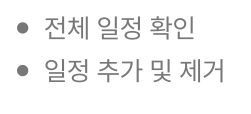 ● 전체 일정 확인
● 일정 추가 및 제거